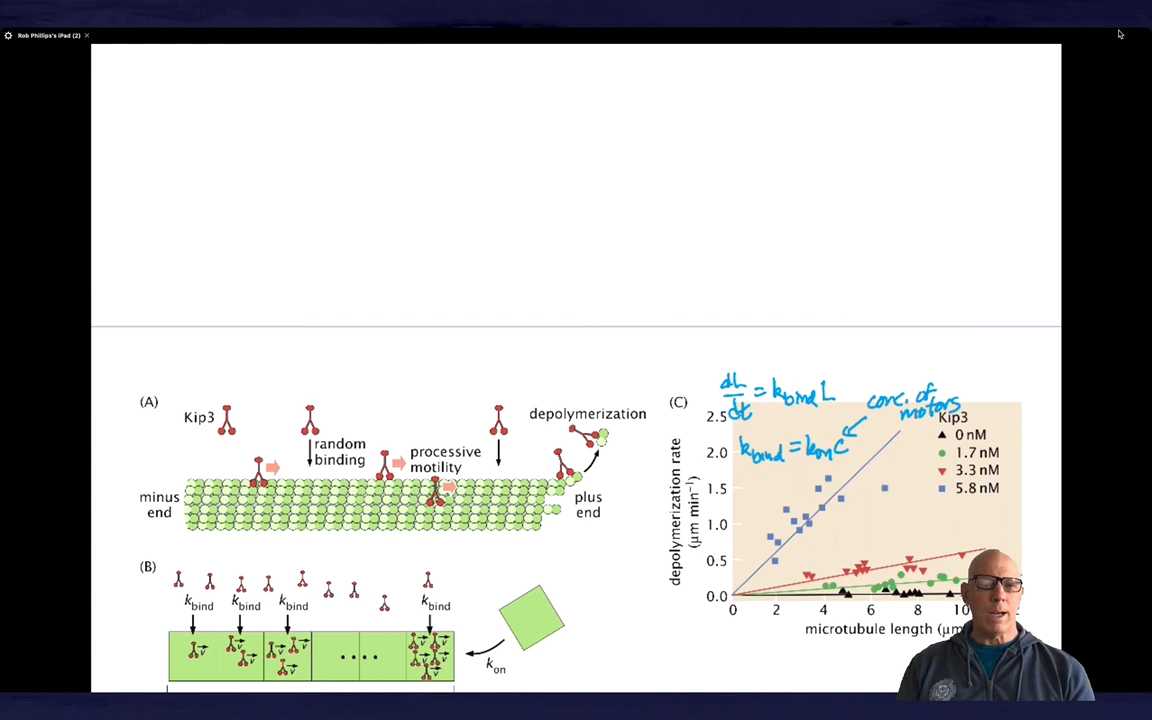 Rob Phillips's iPad (2) ×
(A)
Kip3
random
binding
processive
motility
depolymerization
minus
end
plus
end
(B)
kbind kbind kbind kbind
v v v v v v v v v v v
kon
dL/dt = kbind L
kbind = kon c
conc. of
motors
(C)
Kip3
0 nM
1.7 nM
3.3 nM
5.8 nM
depolymerization rate
(μm min⁻¹)
2.5
2.0
1.5
1.0
0.5
0.0
0 2 4 6 8 10
microtubule length (μm